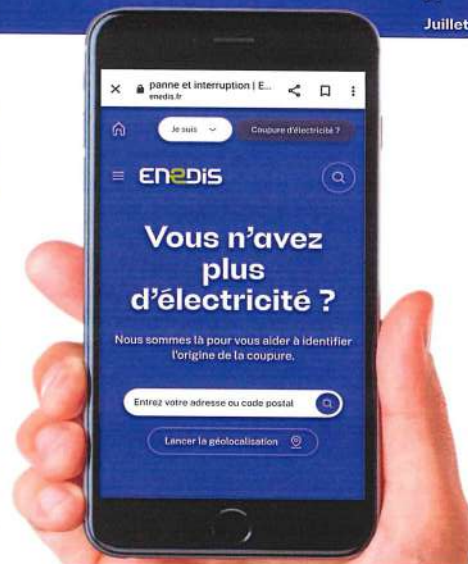 Juillet
panne et interruption | E...
enedis.fr
Je suis
Coupure d'électricité ?
ENEDIS
Vous n'avez
plus
d'électricité ?
Nous sommes là pour vous aider à identifier
l'origine de la coupure.
Entrez votre adresse ou code postal
Lancer la géolocalisation